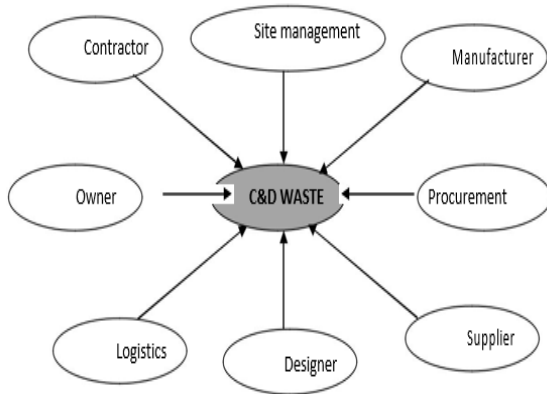 Site management
Contractor
Manufacturer
Owner
C&D WASTE
Procurement
Logistics
Designer
Supplier